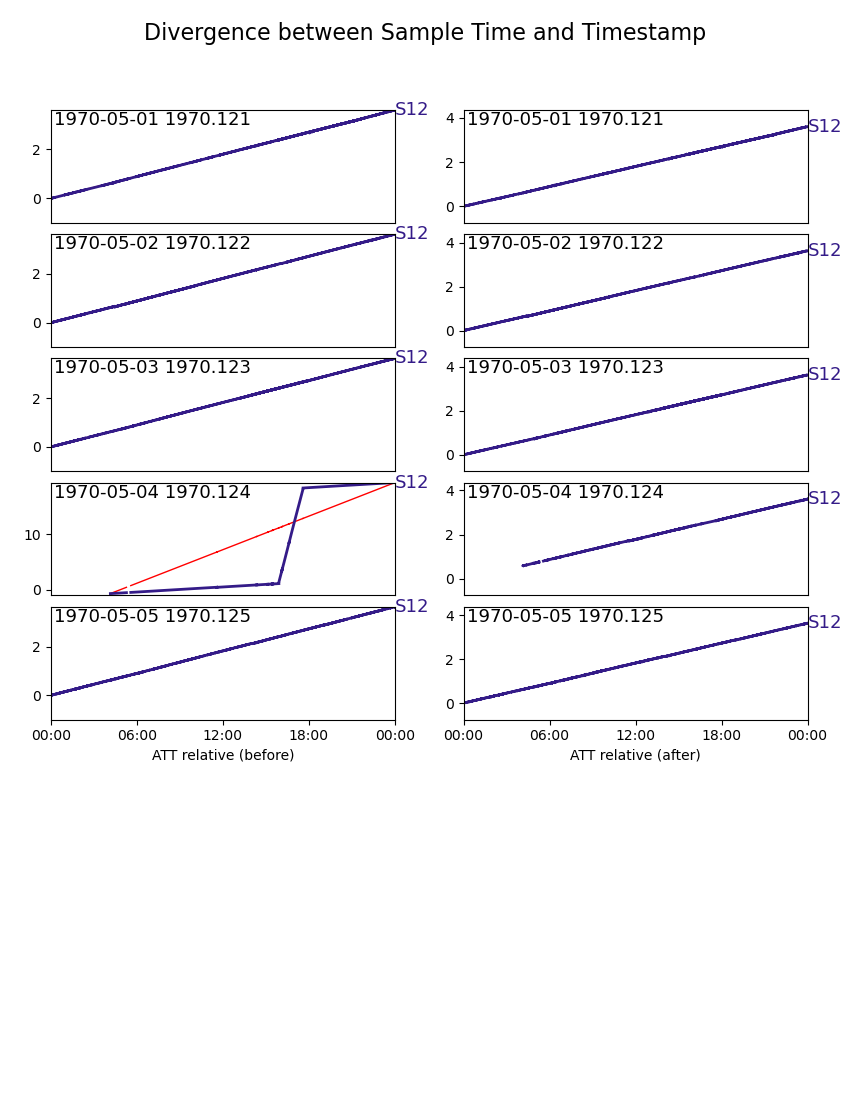 Divergence between Sample Time and Timestamp
1970-05-01 1970.121
S12
2
0
1970-05-02 1970.122
S12
2
0
1970-05-03 1970.123
S12
2
0
1970-05-04 1970.124
S12
10
0
1970-05-05 1970.125
S12
2
0
00:00 06:00 12:00 18:00 00:00
ATT relative (before)
1970-05-01 1970.121
S12
4
2
0
1970-05-02 1970.122
S12
4
2
0
1970-05-03 1970.123
S12
4
2
0
1970-05-04 1970.124
S12
4
2
0
1970-05-05 1970.125
S12
4
2
0
00:00 06:00 12:00 18:00 00:00
ATT relative (after)